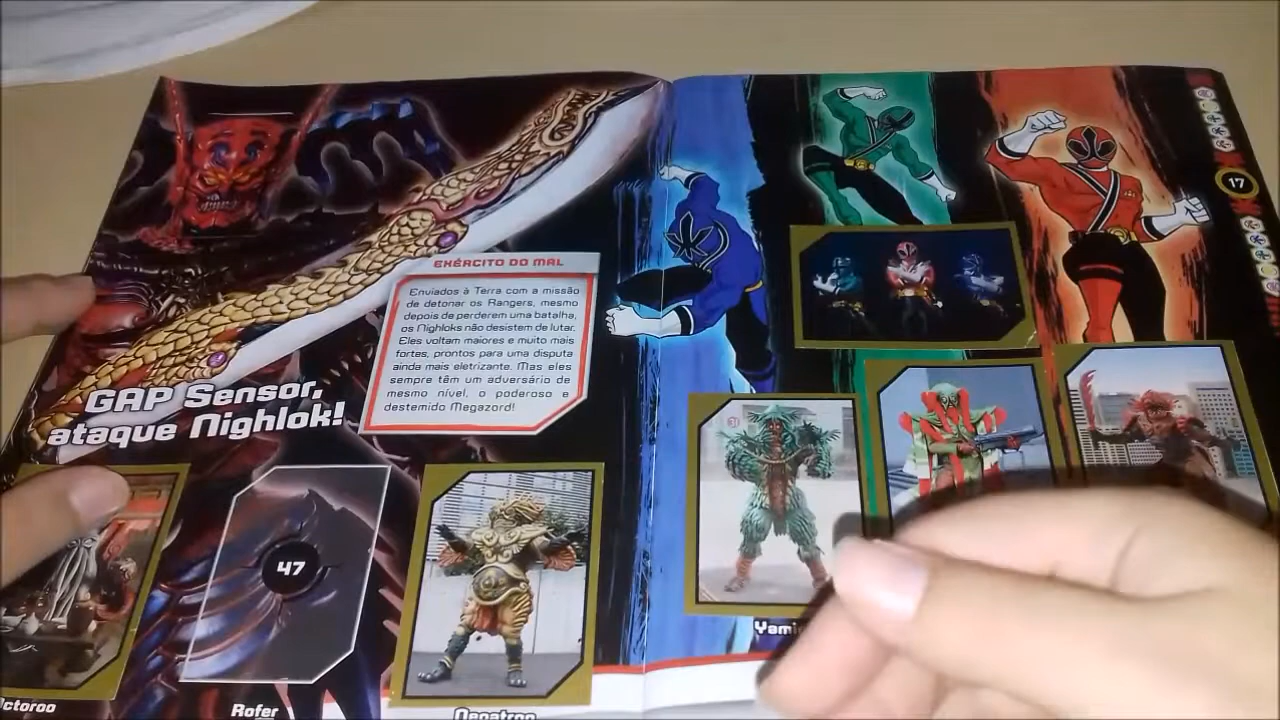 EXÉRCITO DO MAL
Enviados à Terra com a missão
de detonar os Rangers, mesmo
depois de perderem uma batalha,
os Nighloks não desistem de lutar.
Eles voltam maiores e muito mais
fortes, prontos para uma disputa
ainda mais eletrizante. Mas eles
sempre têm um adversário de
mesmo nível, o poderoso e
destemido Megazord!
GAP Sensor,
ataque Nighlok!
47
Octoroo
Rofer
Negatron
17